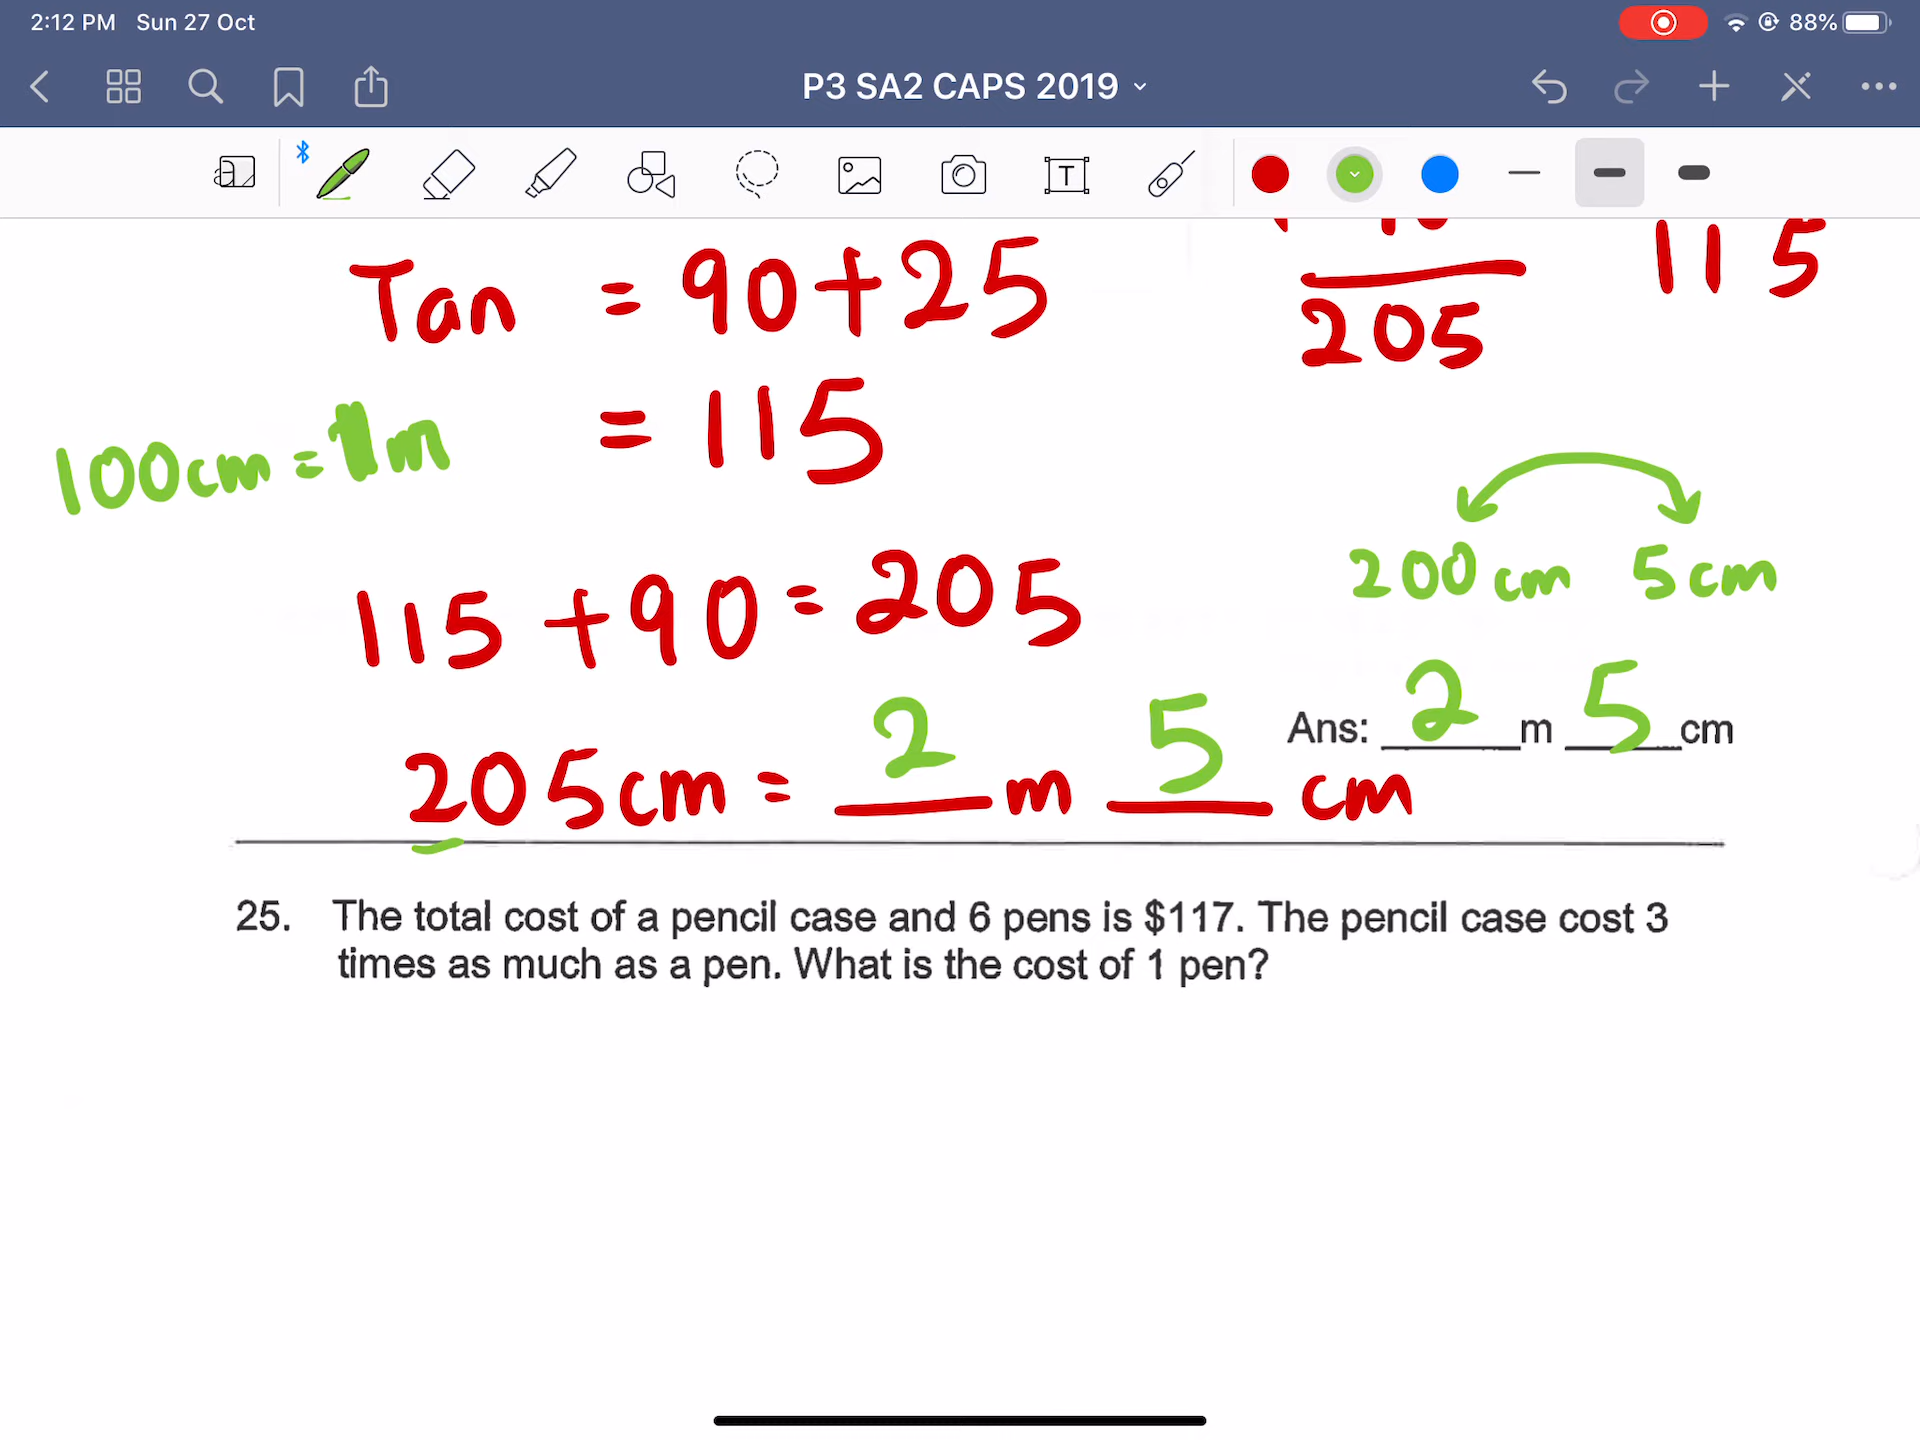 2:12 PM Sun 27 Oct 88%
P3 SA2 CAPS 2019
T
Tan = 90+25
115
205
= 115
100cm = 1m
200cm 5cm
115 + 90 = 205
Ans: 2 m 5 cm
205cm = 2 m 5 cm
25. The total cost of a pencil case and 6 pens is $117. The pencil case cost 3
times as much as a pen. What is the cost of 1 pen?